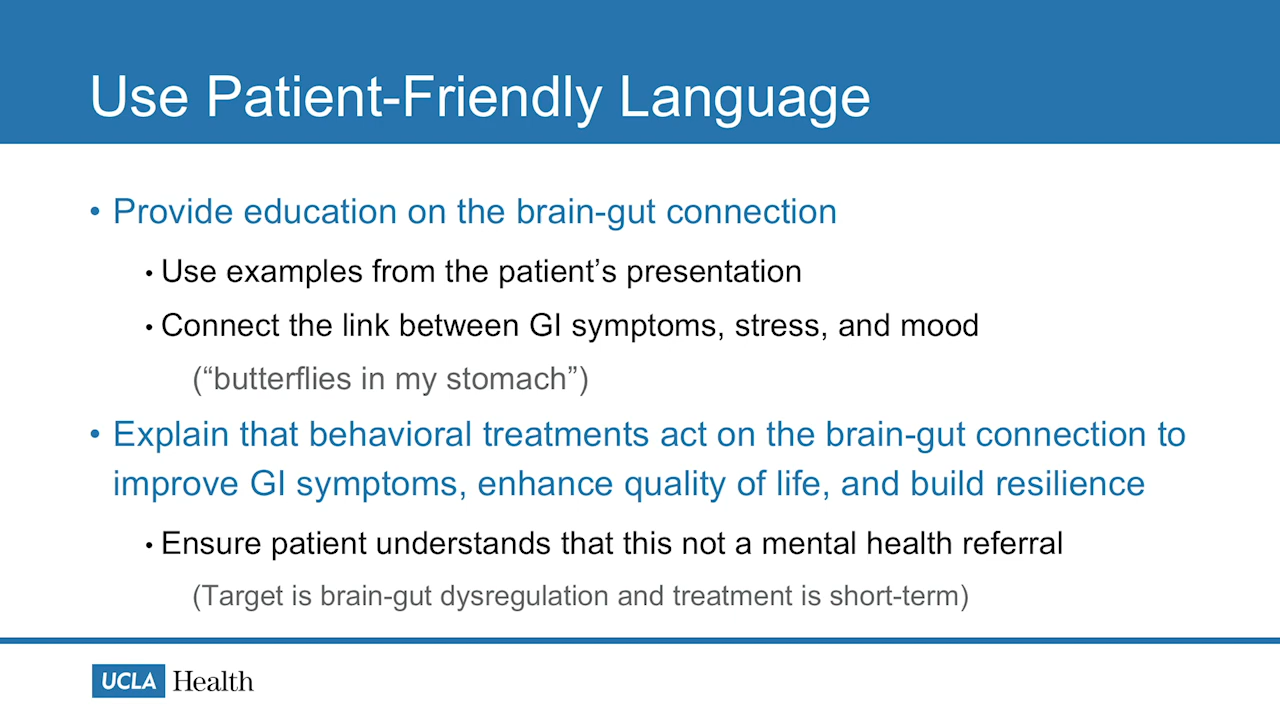 Use Patient-Friendly Language
• Provide education on the brain-gut connection
• Use examples from the patient’s presentation
• Connect the link between GI symptoms, stress, and mood
(“butterflies in my stomach”)
• Explain that behavioral treatments act on the brain-gut connection to
improve GI symptoms, enhance quality of life, and build resilience
• Ensure patient understands that this not a mental health referral
(Target is brain-gut dysregulation and treatment is short-term)
UCLA Health